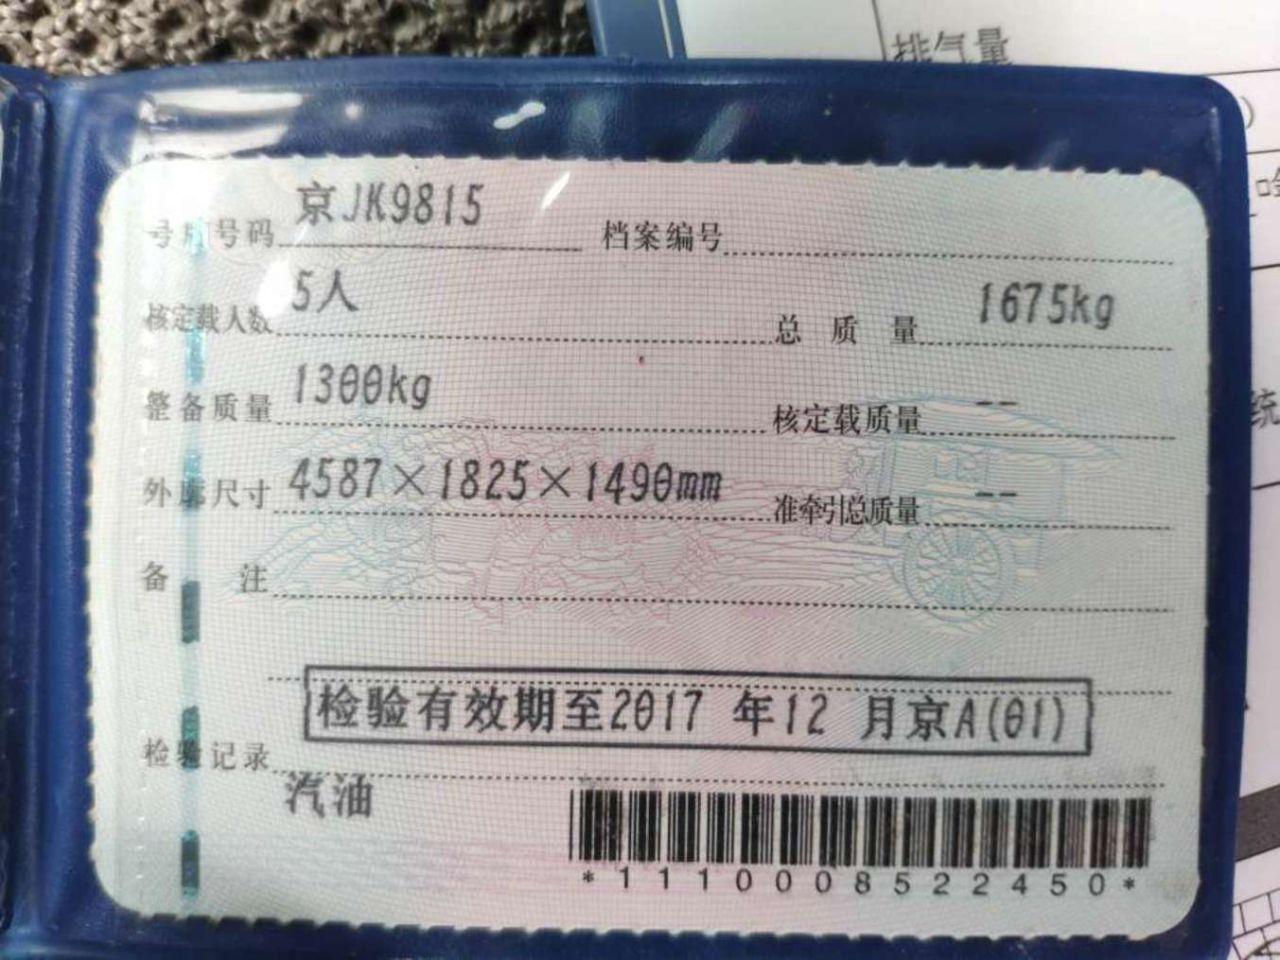 排气量
号牌号码 京JK9815 档案编号
核定载人数 5人 总质量 1675kg
整备质量 1300kg 核定载质量 --
外廓尺寸 4587×1825×1490mm 准牵引总质量 --
备注
检验记录 检验有效期至2017 年12 月京A(01)
汽油
*1110008522450*
统